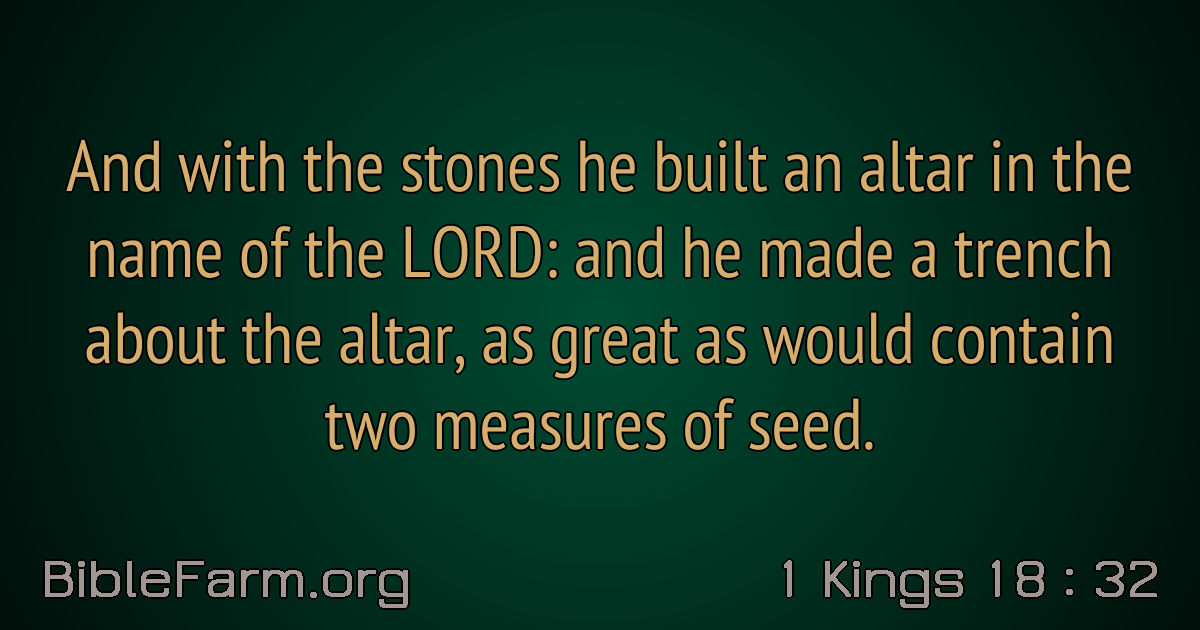 And with the stones he built an altar in the
name of the LORD: and he made a trench
about the altar, as great as would contain
two measures of seed.
BibleFarm.org
1 Kings 18 : 32